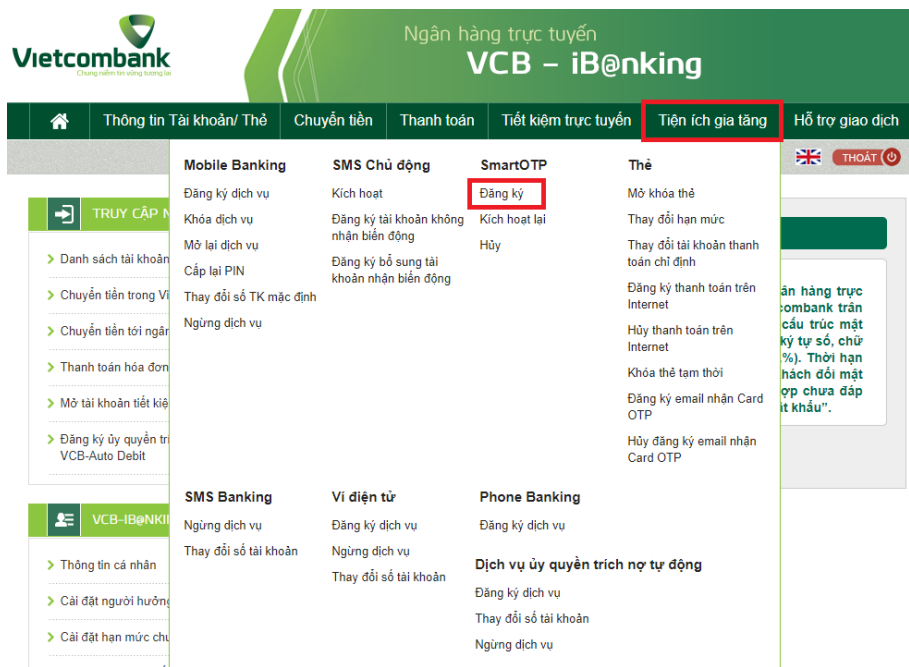 Vietcombank
Chung niềm tin vững tương lai
Ngân hàng trực tuyến
VCB – iB@nking
Thông tin Tài khoản/ Thẻ
Chuyển tiền
Thanh toán
Tiết kiệm trực tuyến
Tiện ích gia tăng
Hỗ trợ giao dịch
THOÁT
TRUY CẬP
Danh sách tài khoản
Chuyển tiền trong
Chuyển tiền tới
Thanh toán hóa đơn
Mở tài khoản tiết
Đăng ký ủy quyền
VCB-Auto Debit
Mobile Banking
Đăng ký dịch vụ
Khóa dịch vụ
Mở lại dịch vụ
Cấp lại PIN
Thay đổi số TK mặc định
Ngừng dịch vụ
SMS Chủ động
Kích hoạt
Đăng ký tài khoản không
nhận biến động
Đăng ký bổ sung tài
khoản nhận biến động
SmartOTP
Đăng ký
Kích hoạt lại
Hủy
Thẻ
Mở khóa thẻ
Thay đổi hạn mức
Thay đổi tài khoản thanh
toán chỉ định
Đăng ký thanh toán trên
Internet
Hủy thanh toán trên
Internet
Khóa thẻ tạm thời
Đăng ký email nhận Card
OTP
Hủy đăng ký email nhận
Card OTP
hàng trực
trân
cấu trúc mật
ký tự số, chữ
%). Thời hạn
khách đổi mật
chưa đáp
khẩu”.
VCB-IB@NKI
Thông tin cá nhân
Cài đặt người hưởng
Cài đặt hạn mức
SMS Banking
Ngừng dịch vụ
Thay đổi số tài khoản
Ví điện tử
Đăng ký dịch vụ
Ngừng dịch vụ
Thay đổi số tài khoản
Phone Banking
Đăng ký dịch vụ
Dịch vụ ủy quyền trích nợ tự động
Đăng ký dịch vụ
Thay đổi số tài khoản
Ngừng dịch vụ